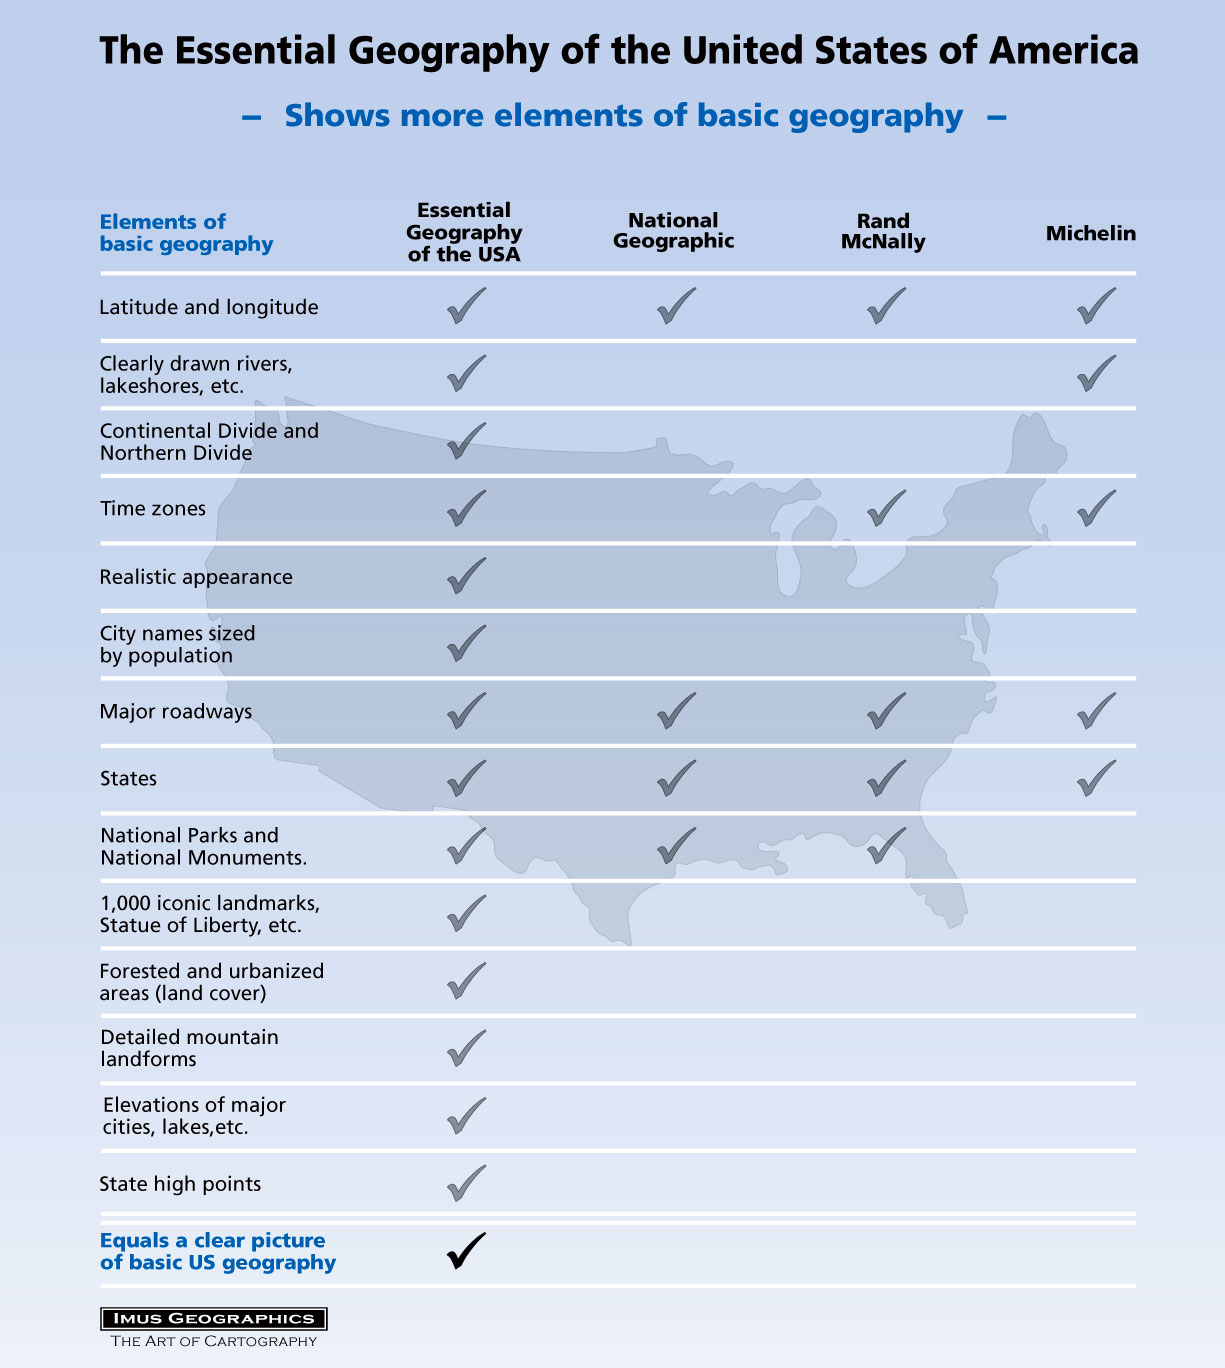 The Essential Geography of the United States of America
– Shows more elements of basic geography –
Elements of
basic geography
Essential
Geography
of the USA
National
Geographic
Rand
McNally
Michelin
Latitude and longitude
Clearly drawn rivers,
lakeshores, etc.
Continental Divide and
Northern Divide
Time zones
Realistic appearance
City names sized
by population
Major roadways
States
National Parks and
National Monuments.
1,000 iconic landmarks,
Statue of Liberty, etc.
Forested and urbanized
areas (land cover)
Detailed mountain
landforms
Elevations of major
cities, lakes,etc.
State high points
Equals a clear picture
of basic US geography
IMUS GEOGRAPHICS
THE ART OF CARTOGRAPHY